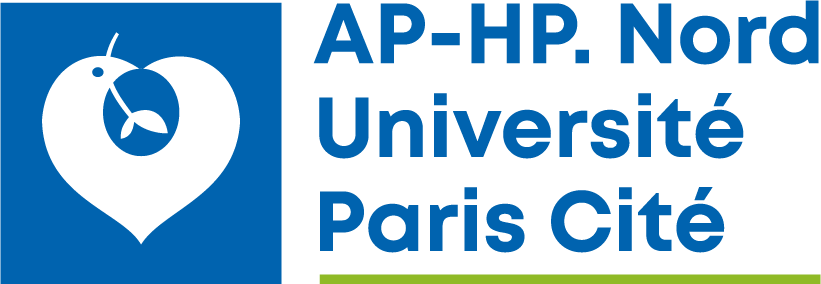 AP-HP. Nord
Université
Paris Cité